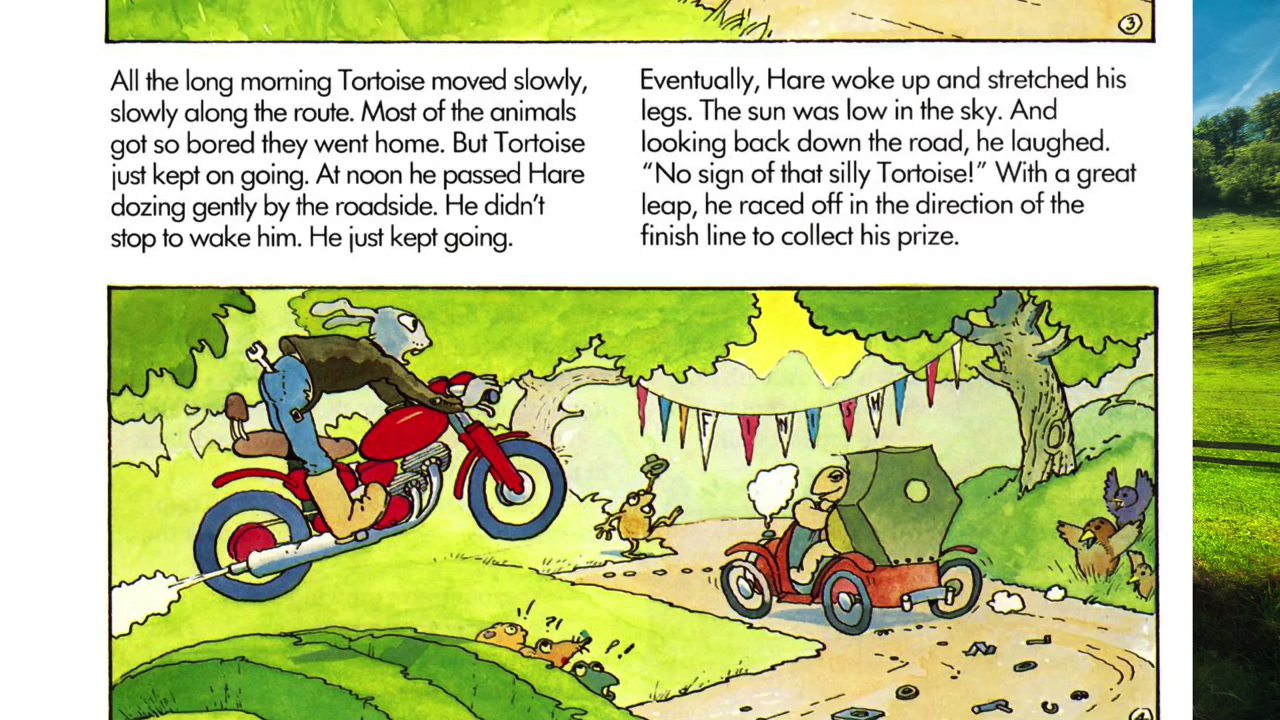 3
All the long morning Tortoise moved slowly,
slowly along the route. Most of the animals
got so bored they went home. But Tortoise
just kept on going. At noon he passed Hare
dozing gently by the roadside. He didn't
stop to wake him. He just kept going.
Eventually, Hare woke up and stretched his
legs. The sun was low in the sky. And
looking back down the road, he laughed.
“No sign of that silly Tortoise!” With a great
leap, he raced off in the direction of the
finish line to collect his prize.
FINISH
!
?!
?!
4